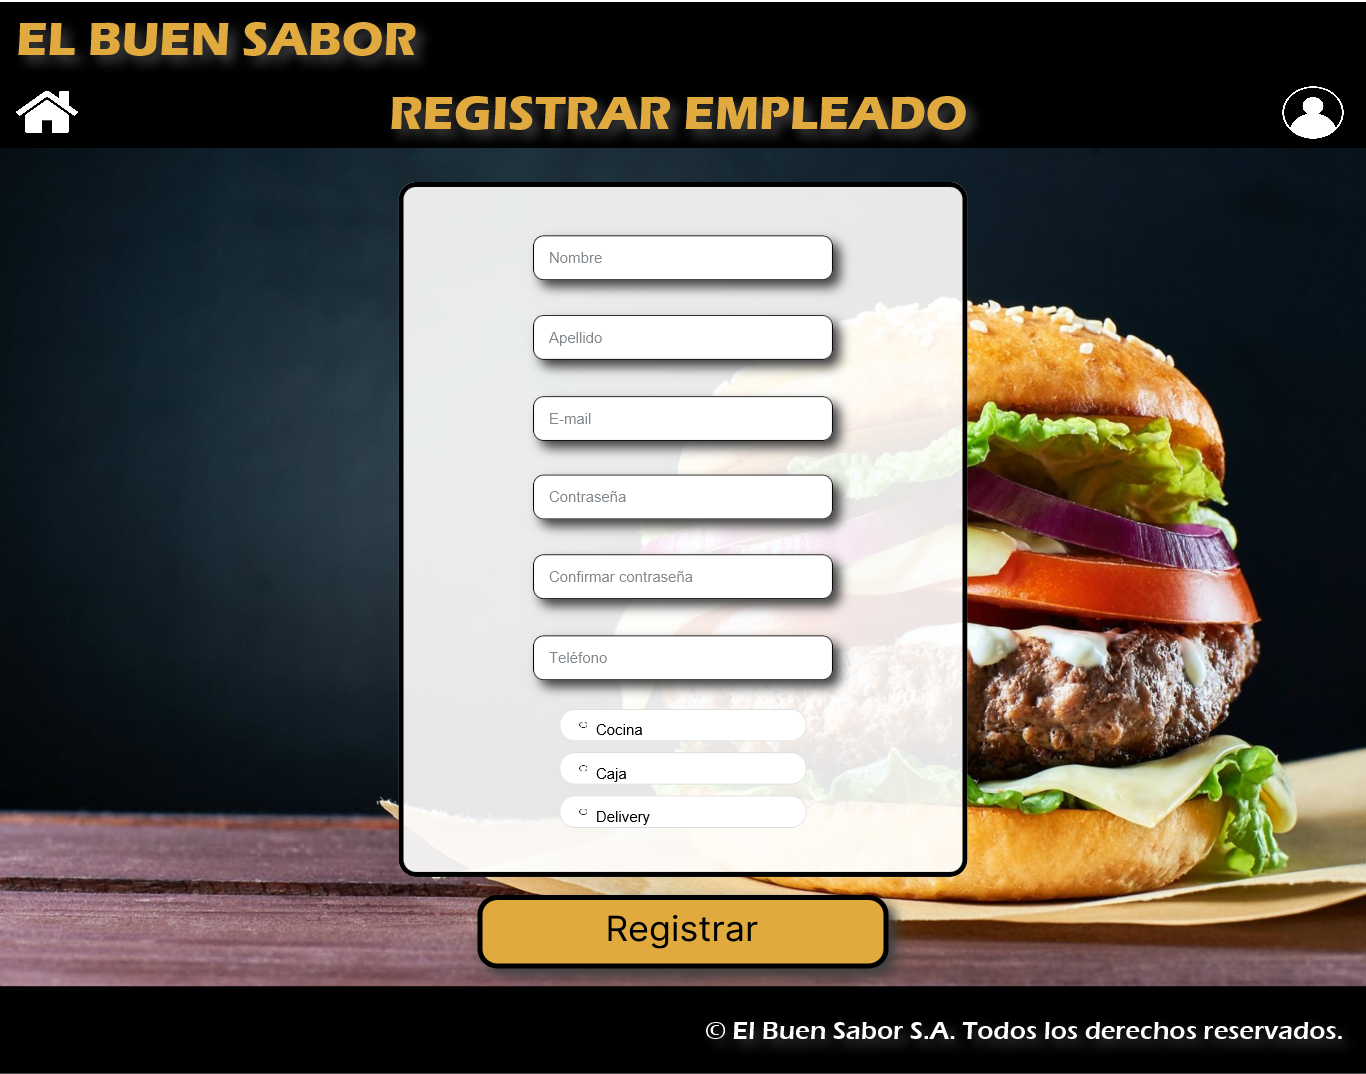 EL BUEN SABOR
REGISTRAR EMPLEADO
Nombre
Apellido
E-mail
Contraseña
Confirmar contraseña
Teléfono
Cocina
Caja
Delivery
Registrar
© El Buen Sabor S.A. Todos los derechos reservados.